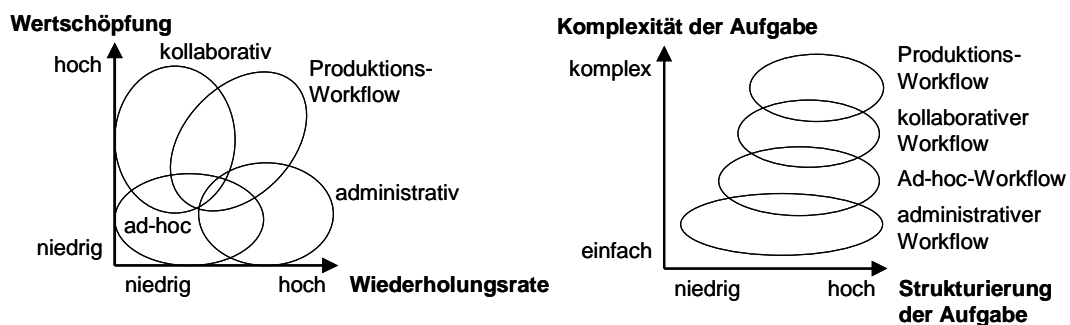 Wertschöpfung
kollaborativ
hoch
Produktions-
Workflow
administrativ
ad-hoc
niedrig
niedrig
hoch
Wiederholungsrate
Komplexität der Aufgabe
komplex
Produktions-
Workflow
kollaborativer
Workflow
Ad-hoc-Workflow
administrativer
Workflow
einfach
niedrig
hoch
Strukturierung
der Aufgabe